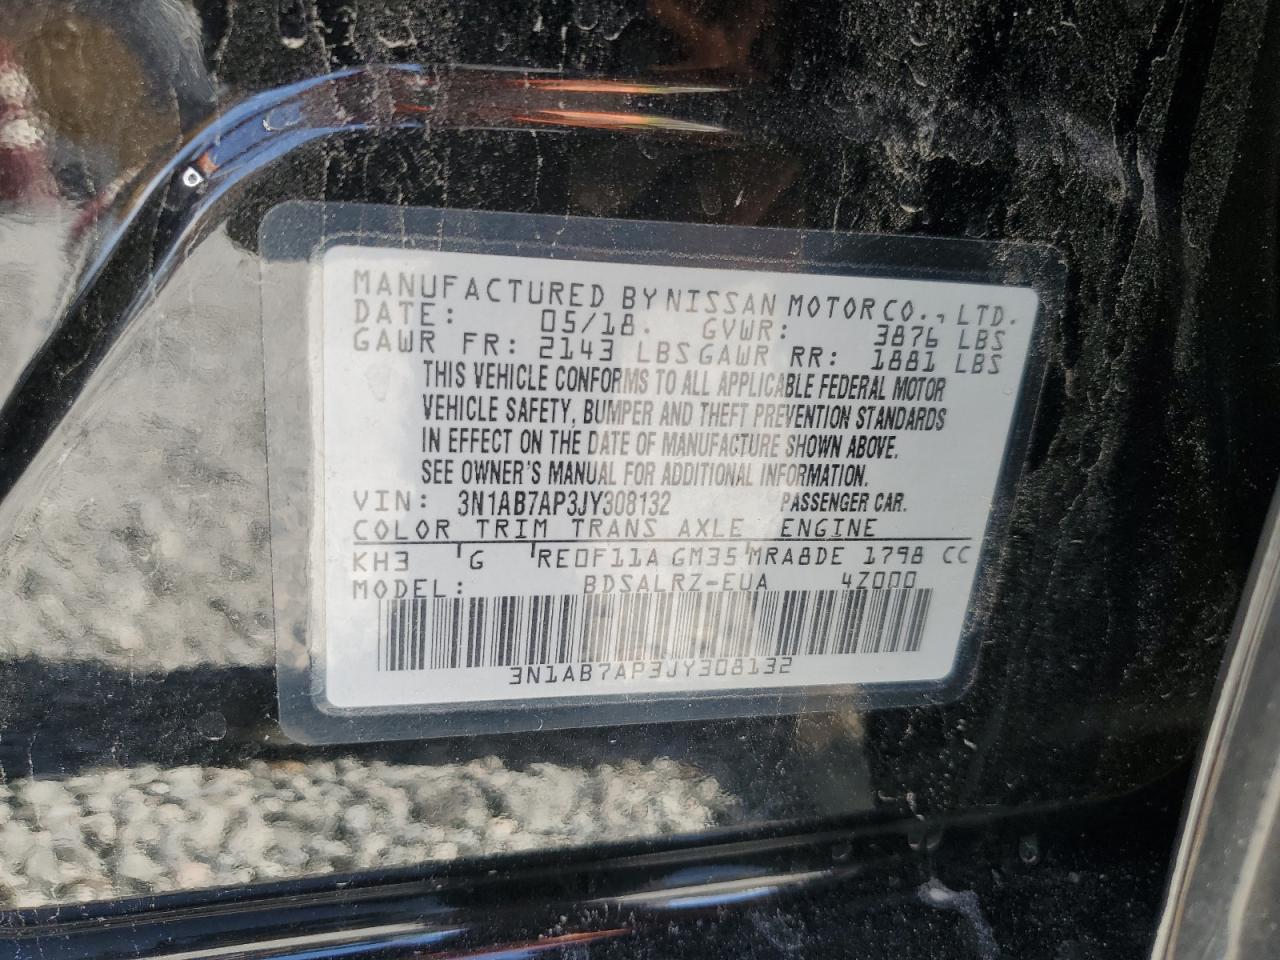 MANUFACTURED BY NISSAN MOTOR CO., LTD.
DATE: 05/18. GVWR: 3876 LBS
GAWR FR: 2143 LBS GAWR RR: 1881 LBS
THIS VEHICLE CONFORMS TO ALL APPLICABLE FEDERAL MOTOR
VEHICLE SAFETY, BUMPER AND THEFT PREVENTION STANDARDS
IN EFFECT ON THE DATE OF MANUFACTURE SHOWN ABOVE.
SEE OWNER'S MANUAL FOR ADDITIONAL INFORMATION.
VIN: 3N1AB7AP3JY308132 PASSENGER CAR.
COLOR TRIM TRANS AXLE ENGINE
KH3 G RE0F11A GM35 MRA8DE 1798 CC
MODEL: BDSALRZ-EUA 4Z000
3N1AB7AP3JY308132